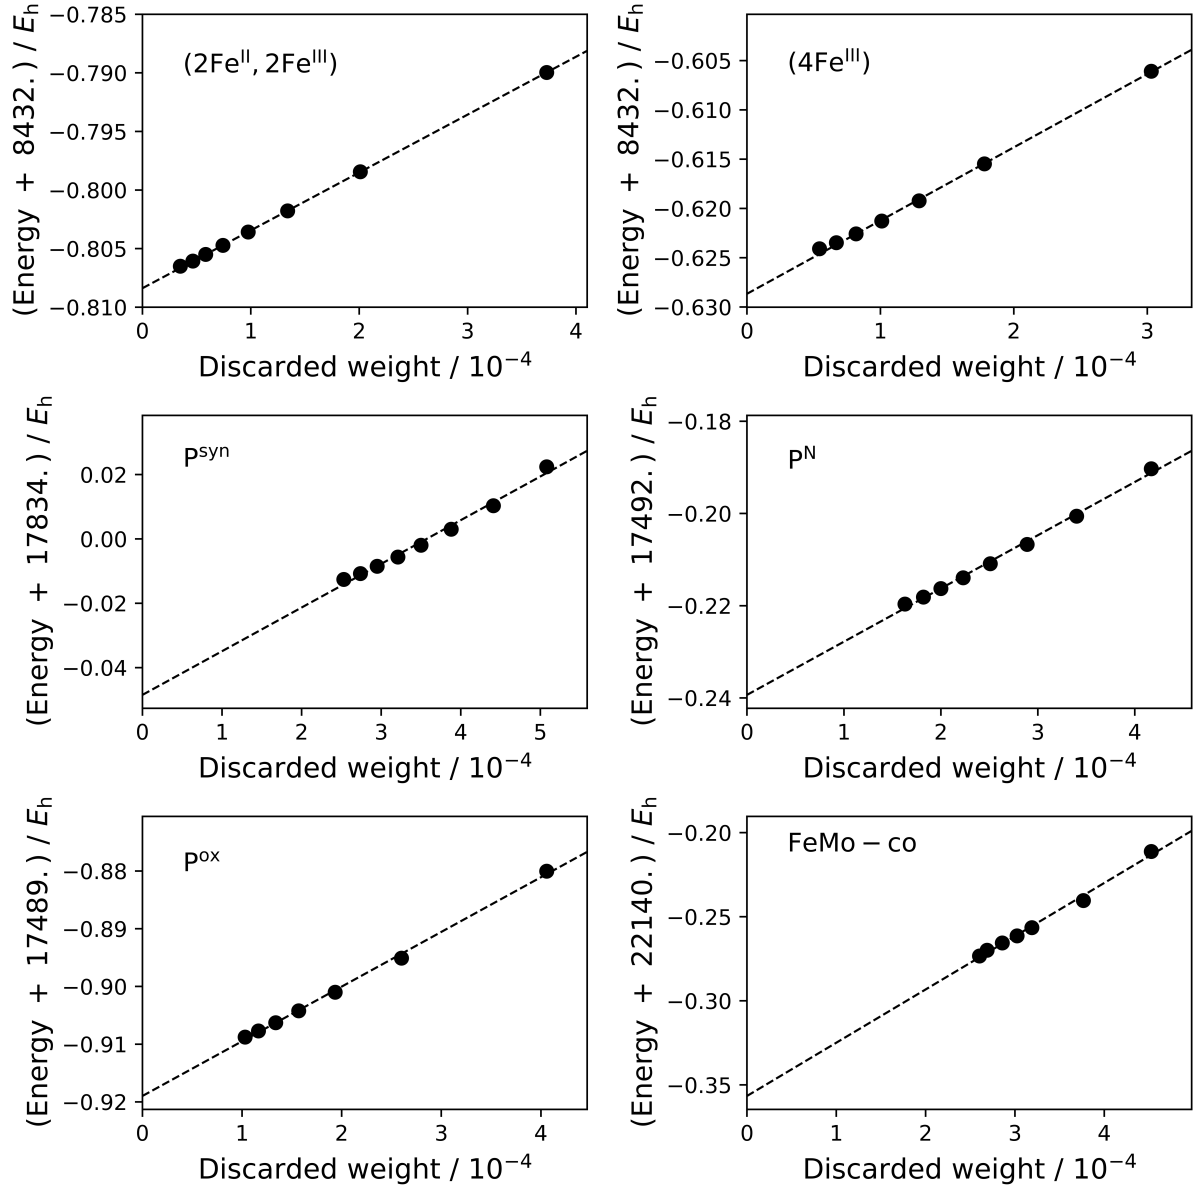 (Energy + 8432.) / E_h
−0.785
−0.790
−0.795
−0.800
−0.805
−0.810
(2Fe^II, 2Fe^III)
0 1 2 3 4
Discarded weight / 10^−4
(Energy + 8432.) / E_h
−0.605
−0.610
−0.615
−0.620
−0.625
−0.630
(4Fe^III)
0 1 2 3
Discarded weight / 10^−4
(Energy + 17834.) / E_h
0.02
0.00
−0.02
−0.04
P^syn
0 1 2 3 4 5
Discarded weight / 10^−4
(Energy + 17492.) / E_h
−0.18
−0.20
−0.22
−0.24
P^N
0 1 2 3 4
Discarded weight / 10^−4
(Energy + 17489.) / E_h
−0.88
−0.89
−0.90
−0.91
−0.92
P^ox
0 1 2 3 4
Discarded weight / 10^−4
(Energy + 22140.) / E_h
−0.20
−0.25
−0.30
−0.35
FeMo − co
0 1 2 3 4
Discarded weight / 10^−4